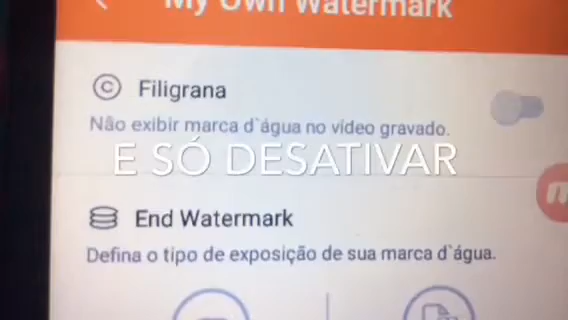 My Own Watermark
Filigrana
Não exibir marca d`água no vídeo gravado.
E SÓ DESATIVAR
End Watermark
Defina o tipo de exposição de sua marca d`água.